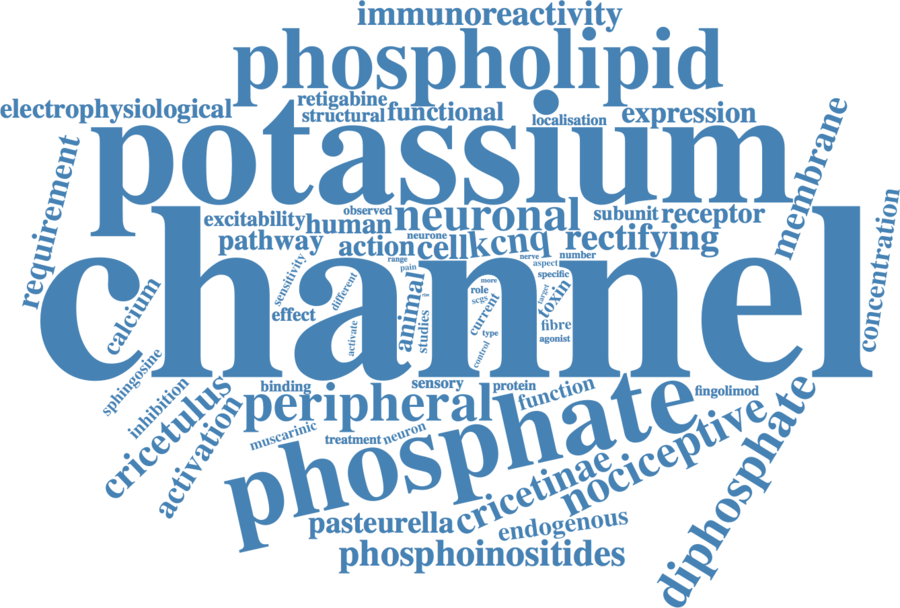 immunoreactivity
phospholipid
electrophysiological
retigabine
structural
functional
localisation
expression
potassium
membrane
requirement
excitability
observed
human
neuronal
subunit
receptor
pathway
action
neurone
cell
kcnq
rectifying
concentration
channel
range
pain
nerve
aspect
number
specific
sensitivity
different
calcium
effect
activate
animal
studies
more
role
scgs
current
type
control
target
toxin
fibre
agonist
sphingosine
inhibition
cricetulus
activation
binding
peripheral
sensory
protein
function
fingolimod
muscarinic
treatment
neuron
phosphate
cricetinae
nociceptive
diphosphate
pasteurella
endogenous
phosphoinositides